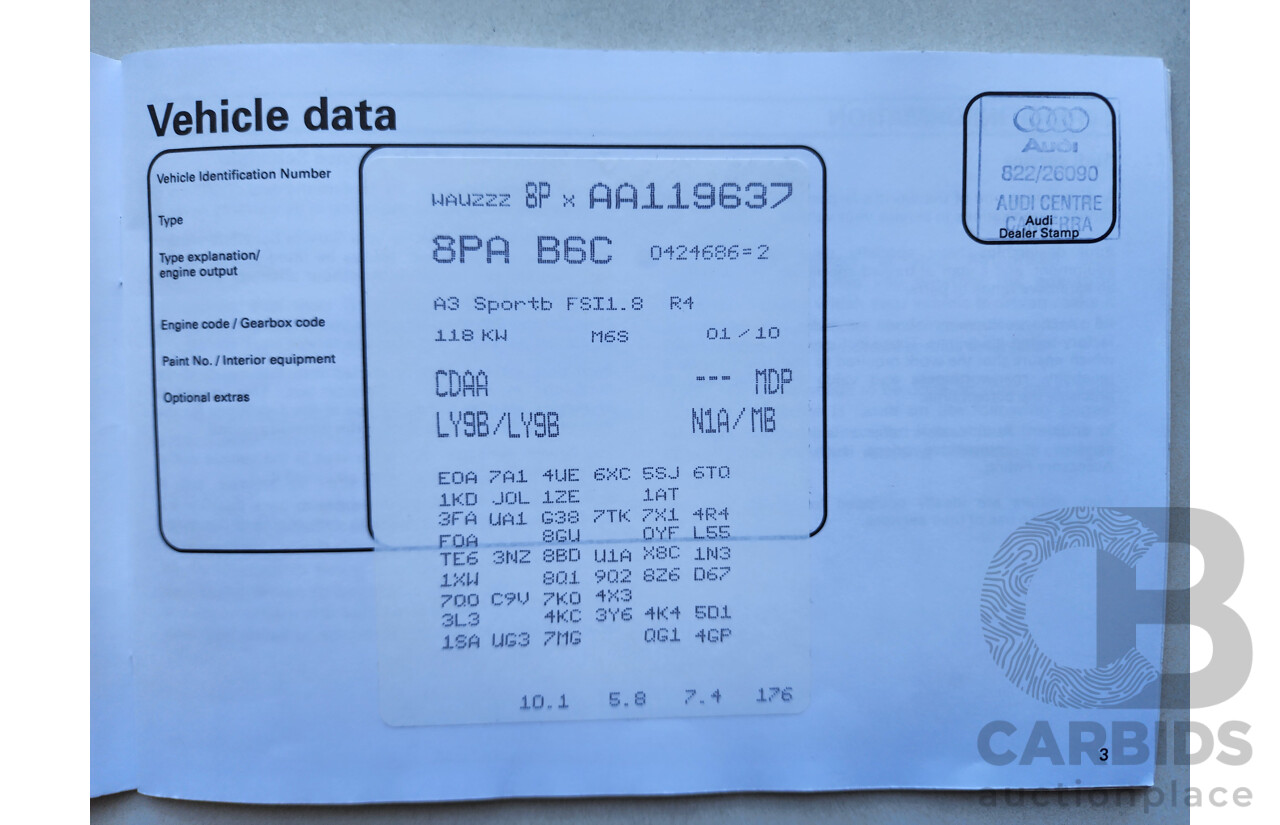 Vehicle data
Vehicle Identification Number
Type
Type explanation/
engine output
Engine code / Gearbox code
Paint No. / Interior equipment
Optional extras
WAUZZZ 8P x AA119637
8PA B6C 0424686=2
A3 Sportb FSI1.8 R4
118 KW M6S 01/10
CDAA --- MDP
LY9B/LY9B N1A/MB
E0A 7A1 4UE 6XC 5SJ 6TQ
1KD J0L 1ZE 1AT
3FA UA1 G38 7TK 7X1 4R4
F0A 8GU 0YF L55
TE6 3NZ 8BD U1A X8C 1N3
1XW 8Q1 9Q2 8Z6 D67
7Q0 C9V 7K0 4X3
3L3 4KC 3Y6 4K4 5D1
1SA UG3 7MG QG1 4GP
10.1 5.8 7.4 176
Audi
822/26090
AUDI CENTRE
CANBERRA
Audi
Dealer Stamp
3
CB
CARBIDS
auctionplace